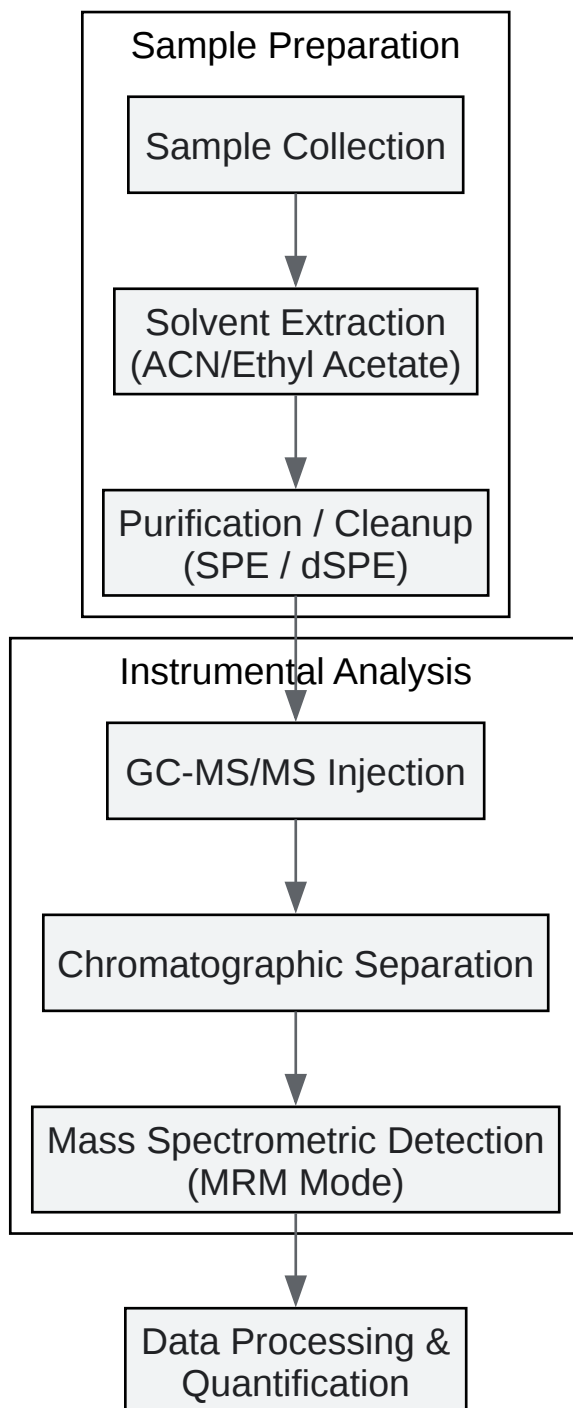 Sample Preparation
Sample Collection
Solvent Extraction
(ACN/Ethyl Acetate)
Purification / Cleanup
(SPE / dSPE)
Instrumental Analysis
GC-MS/MS Injection
Chromatographic Separation
Mass Spectrometric Detection
(MRM Mode)
Data Processing &
Quantification